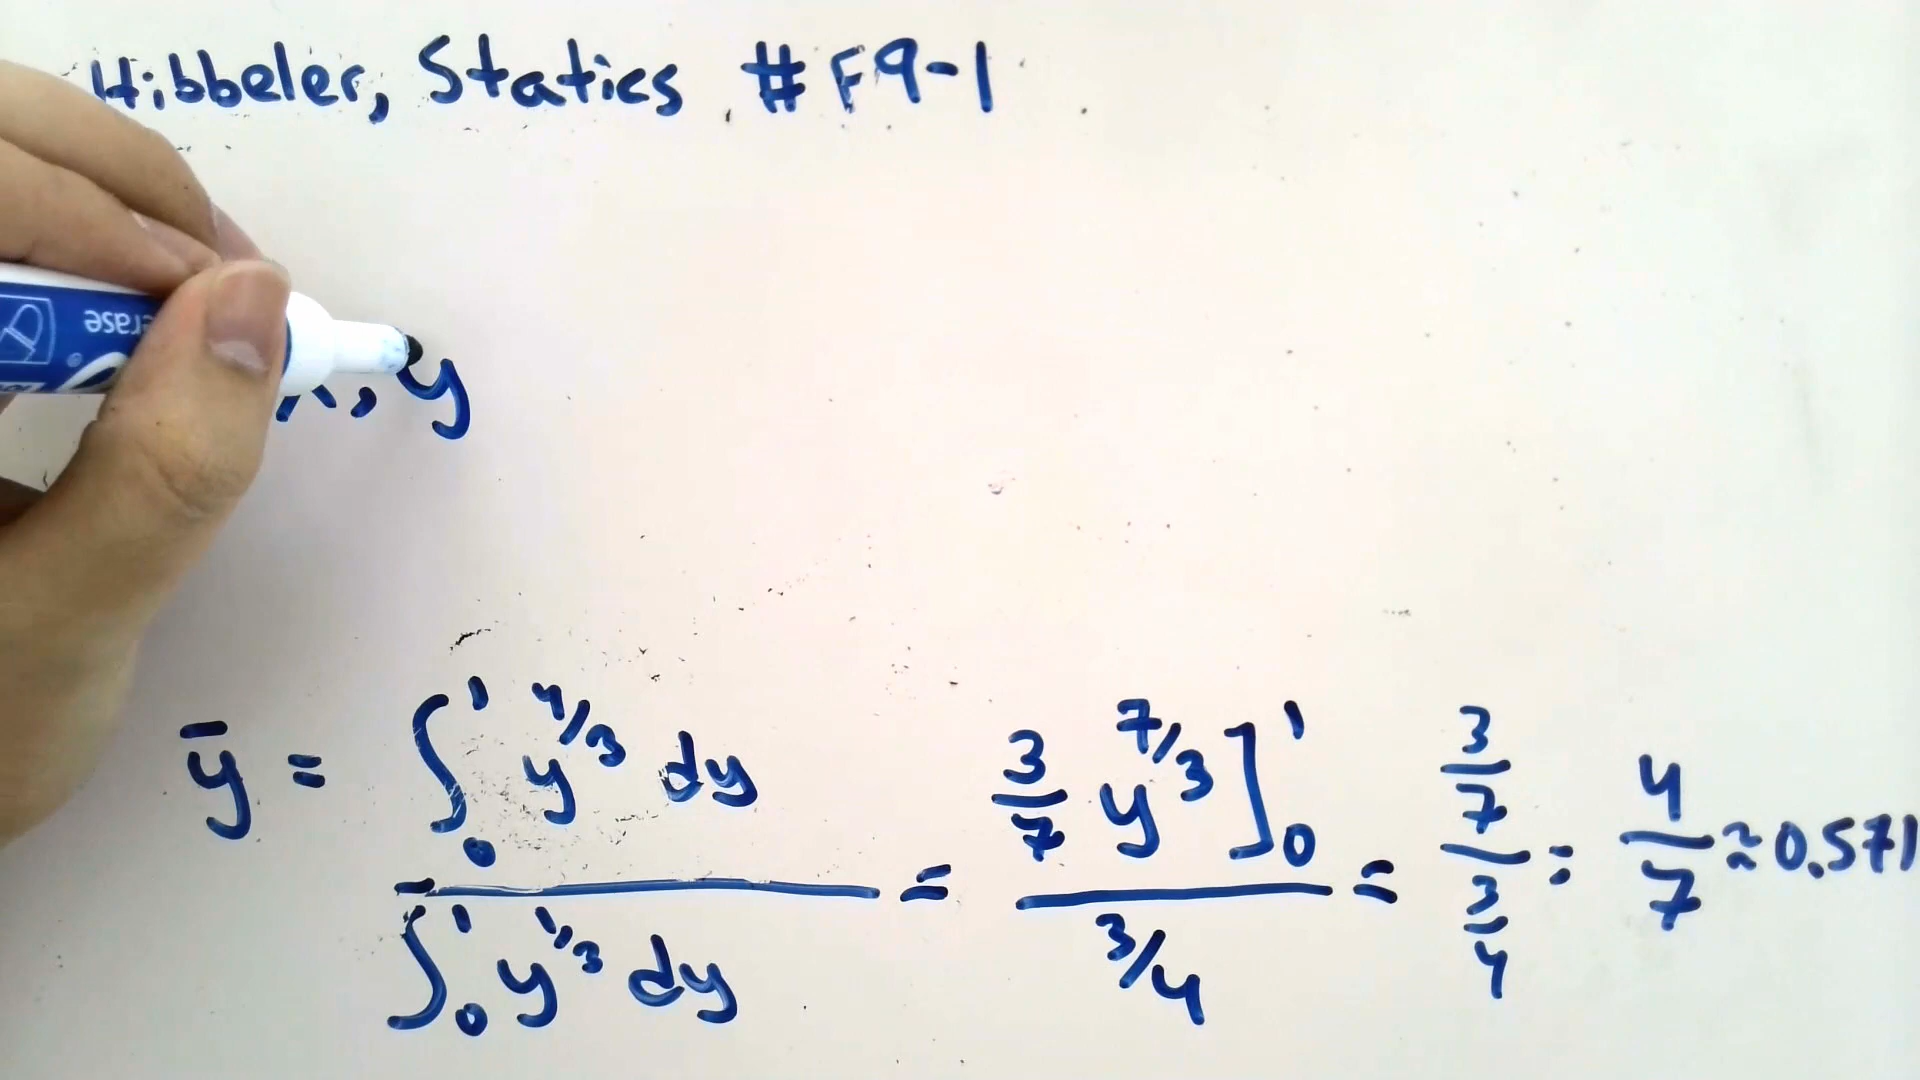 Hibbeler, Statics # F9-1
erase
x, y
ȳ = ∫₀¹ y^4/3 dy / ∫₀¹ y^1/3 dy = 3/7 y^7/3 ]₀¹ / 3/4 = 3/7 / 3/4 = 4/7 ≈ 0.571